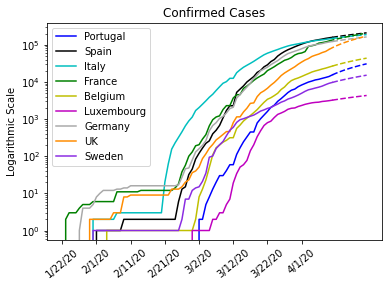 Confirmed Cases
Logarithmic Scale
10^5
10^4
10^3
10^2
10^1
10^0
Portugal
Spain
Italy
France
Belgium
Luxembourg
Germany
UK
Sweden
1/22/20
2/1/20
2/11/20
2/21/20
3/2/20
3/12/20
3/22/20
4/1/20